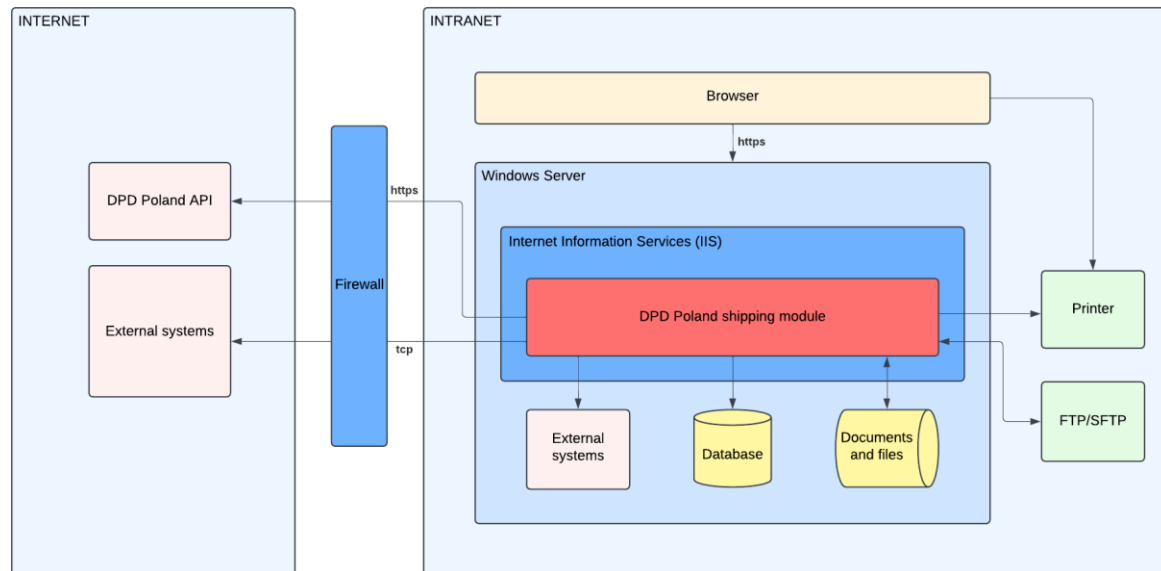 INTERNET
INTRANET
Browser
https
Windows Server
https
DPD Poland API
Internet Information Services (IIS)
Firewall
Printer
DPD Poland shipping module
External systems
tcp
FTP/SFTP
External
systems
Database
Documents
and files